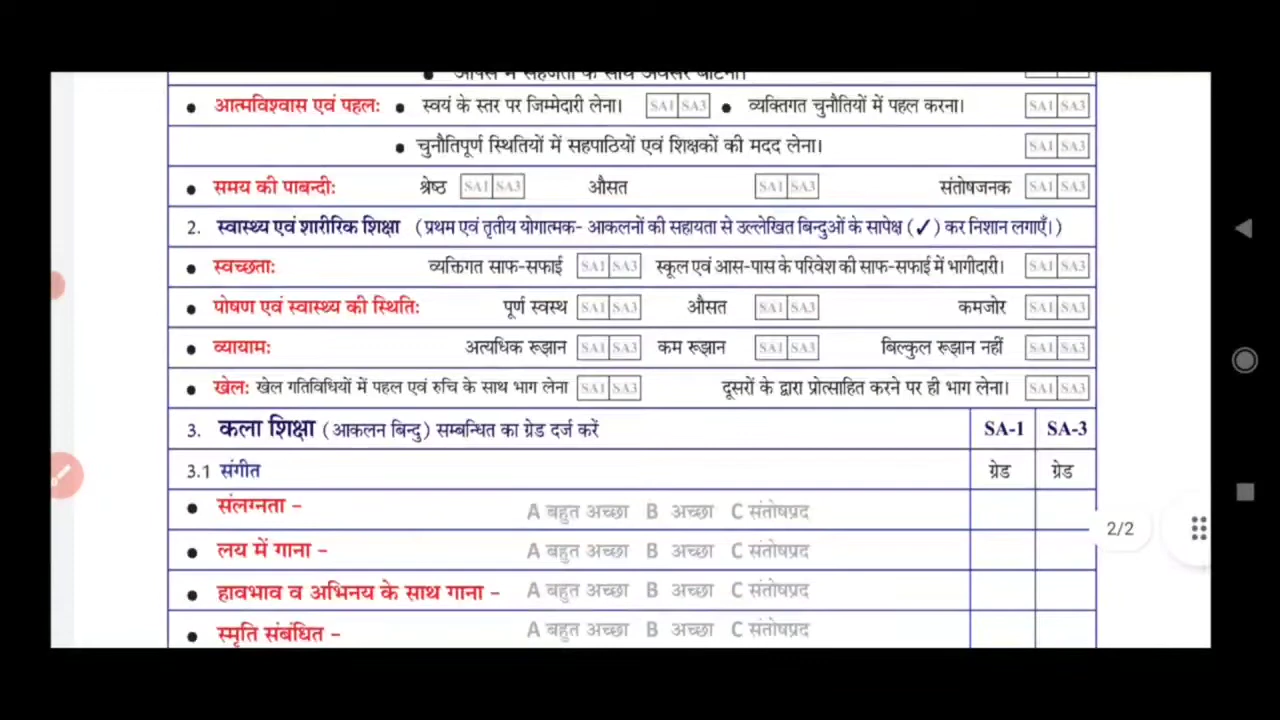 ● आत्मविश्वास एवं पहल: ● स्वयं के स्तर पर जिम्मेदारी लेना। SA1 SA3 ● व्यक्तिगत चुनौतियों में पहल करना। SA1 SA3
● चुनौतिपूर्ण स्थितियों में सहपाठियों एवं शिक्षकों की मदद लेना। SA1 SA3
● समय की पाबन्दी: श्रेष्ठ SA1 SA3 औसत SA1 SA3 संतोषजनक SA1 SA3
2. स्वास्थ्य एवं शारीरिक शिक्षा (प्रथम एवं तृतीय योगात्मक- आकलनों की सहायता से उल्लेखित बिन्दुओं के सापेक्ष (✓) कर निशान लगाएँ।)
● स्वच्छता: व्यक्तिगत साफ-सफाई SA1 SA3 स्कूल एवं आस-पास के परिवेश की साफ-सफाई में भागीदारी। SA1 SA3
● पोषण एवं स्वास्थ्य की स्थिति: पूर्ण स्वस्थ SA1 SA3 औसत SA1 SA3 कमजोर SA1 SA3
● व्यायाम: अत्यधिक रूझान SA1 SA3 कम रूझान SA1 SA3 बिल्कुल रूझान नहीं SA1 SA3
● खेल: खेल गतिविधियों में पहल एवं रुचि के साथ भाग लेना SA1 SA3 दूसरों के द्वारा प्रोत्साहित करने पर ही भाग लेना। SA1 SA3
3. कला शिक्षा (आकलन बिन्दु) सम्बन्धित का ग्रेड दर्ज करें SA-1 SA-3
3.1 संगीत ग्रेड ग्रेड
● संलग्नता – A बहुत अच्छा B अच्छा C संतोषप्रद
● लय में गाना – A बहुत अच्छा B अच्छा C संतोषप्रद
● हावभाव व अभिनय के साथ गाना – A बहुत अच्छा B अच्छा C संतोषप्रद
● स्मृति संबंधित – A बहुत अच्छा B अच्छा C संतोषप्रद
2/2